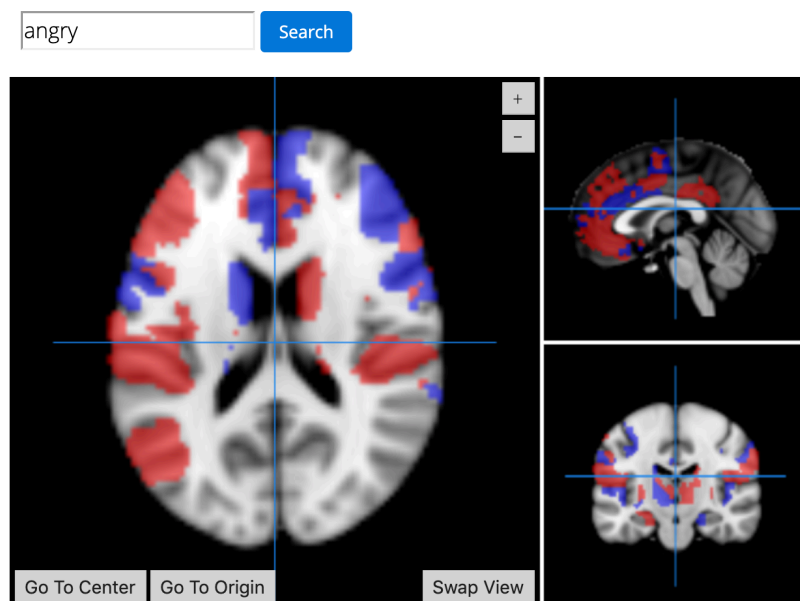 angry
Search
+
−
Go To Center
Go To Origin
Swap View